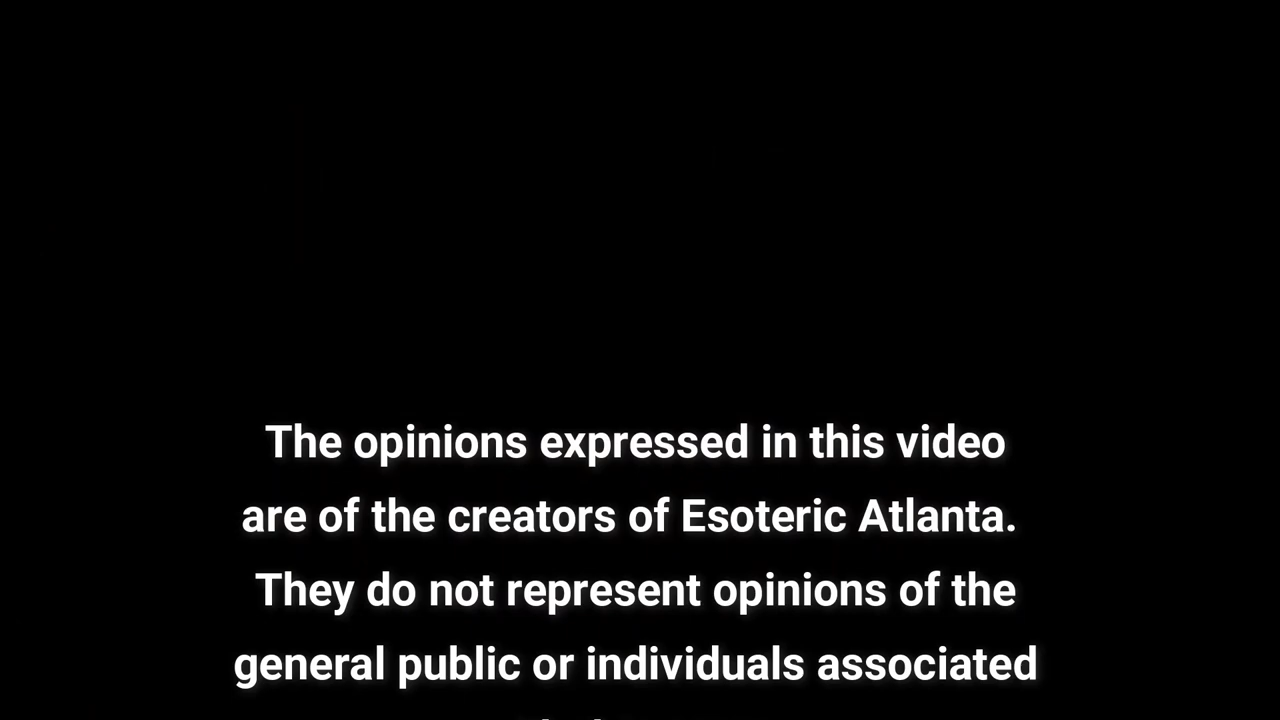 The opinions expressed in this video
are of the creators of Esoteric Atlanta.
They do not represent opinions of the
general public or individuals associated